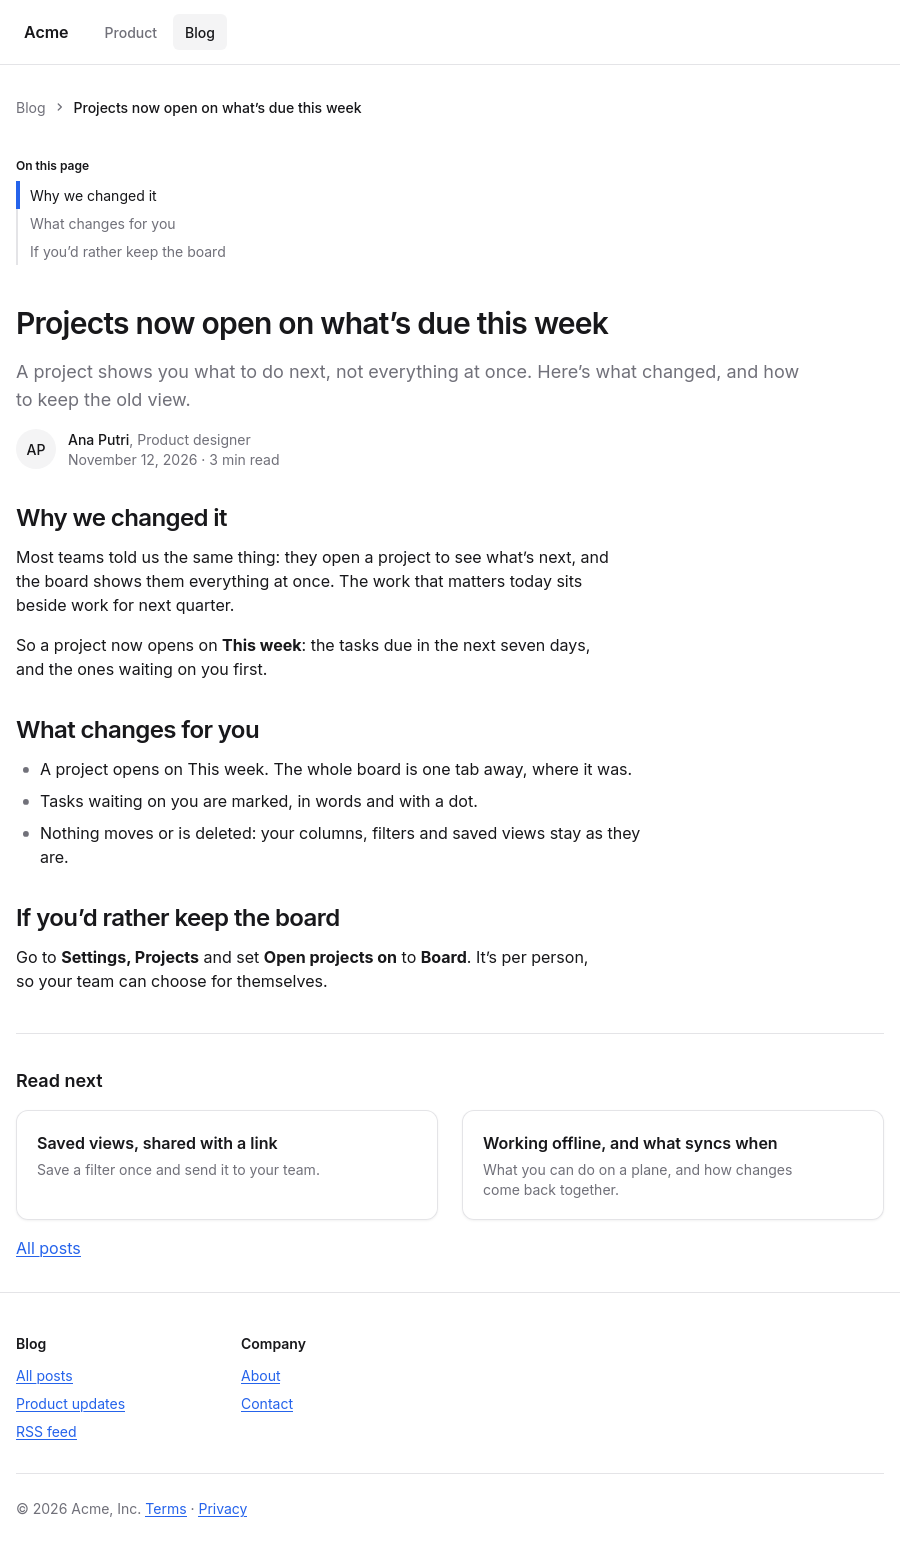 Acme Product Blog
Blog Projects now open on what’s due this week
On this page
Why we changed it
What changes for you
If you’d rather keep the board
Projects now open on what’s due this week
A project shows you what to do next, not everything at once. Here’s what changed, and how
to keep the old view.
AP
Ana Putri, Product designer
November 12, 2026 · 3 min read
Why we changed it
Most teams told us the same thing: they open a project to see what’s next, and
the board shows them everything at once. The work that matters today sits
beside work for next quarter.
So a project now opens on This week: the tasks due in the next seven days,
and the ones waiting on you first.
What changes for you
A project opens on This week. The whole board is one tab away, where it was.
Tasks waiting on you are marked, in words and with a dot.
Nothing moves or is deleted: your columns, filters and saved views stay as they
are.
If you’d rather keep the board
Go to Settings, Projects and set Open projects on to Board. It’s per person,
so your team can choose for themselves.
Read next
Saved views, shared with a link
Save a filter once and send it to your team.
Working offline, and what syncs when
What you can do on a plane, and how changes
come back together.
All posts
Blog
All posts
Product updates
RSS feed
Company
About
Contact
© 2026 Acme, Inc. Terms · Privacy